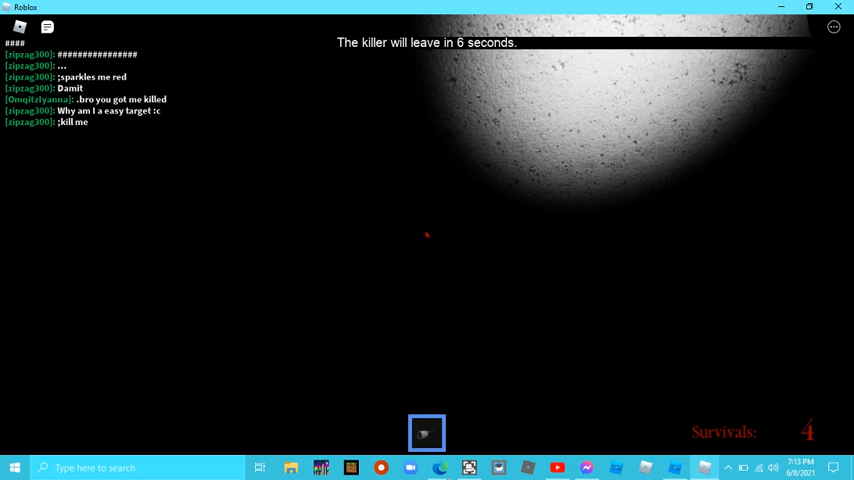 Roblox
The killer will leave in 6 seconds.
####
[zipzag300]: ################
[zipzag300]: ...
[zipzag300]: ;sparkles me red
[zipzag300]: Damit
[OmqitzIyanna]: .bro you got me killed
[zipzag300]: Why am I a easy target :c
[zipzag300]: ;kill me
Survivals: 4
Type here to search
7:13 PM
6/8/2021